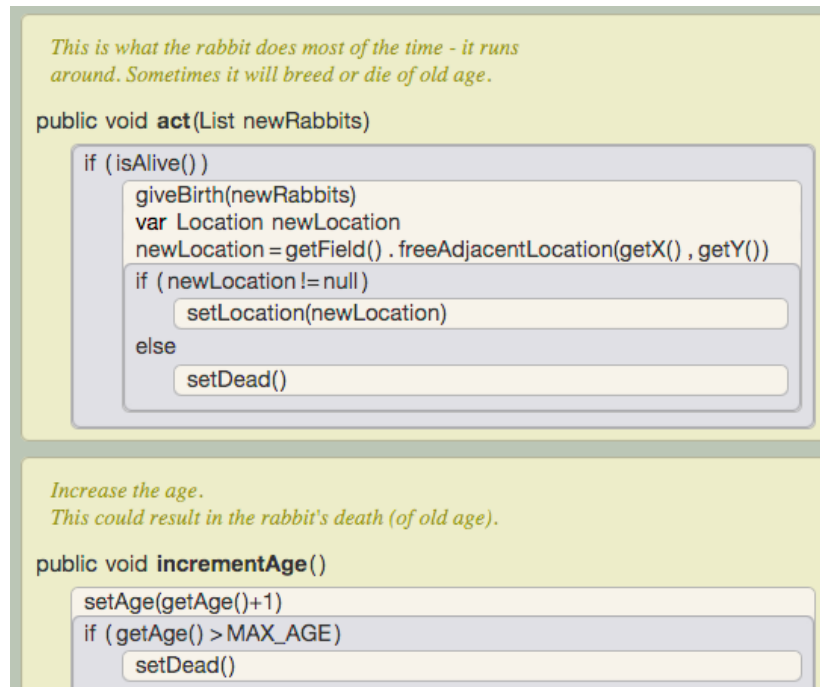 This is what the rabbit does most of the time - it runs
around. Sometimes it will breed or die of old age.
public void act(List newRabbits)
if (isAlive())
giveBirth(newRabbits)
var Location newLocation
newLocation = getField() . freeAdjacentLocation(getX() , getY())
if (newLocation != null)
setLocation(newLocation)
else
setDead()
Increase the age.
This could result in the rabbit's death (of old age).
public void incrementAge()
setAge(getAge()+1)
if (getAge() > MAX_AGE)
setDead()